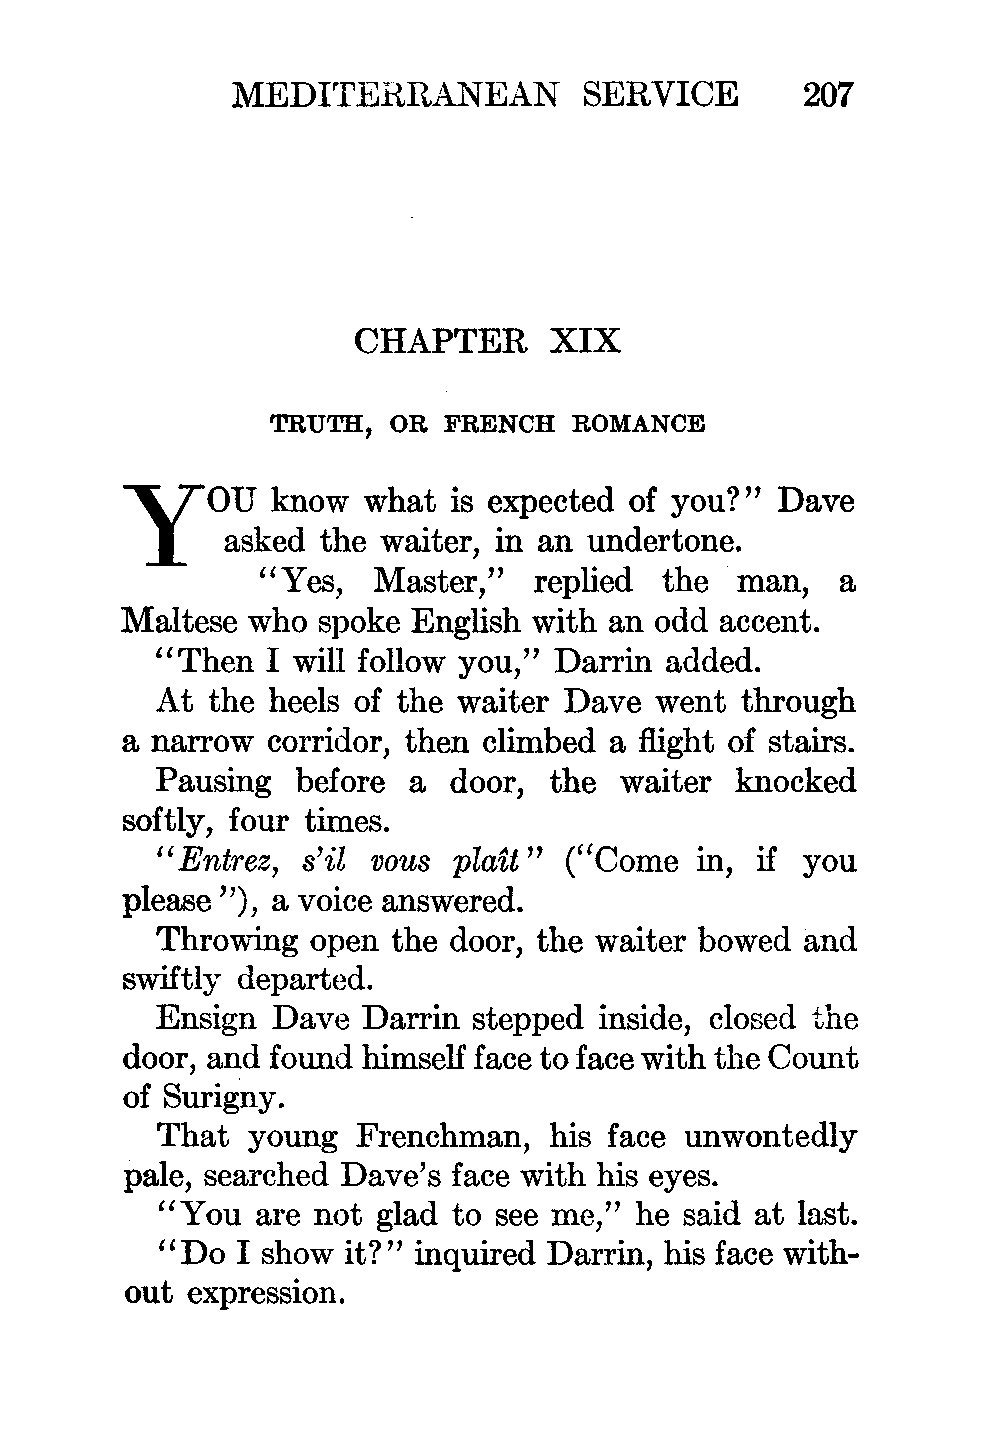 MEDITERRANEAN SERVICE 207
CHAPTER XIX
TRUTH, OR FRENCH ROMANCE
YOU know what is expected of you?" Dave
asked the waiter, in an undertone.
"Yes, Master," replied the man, a
Maltese who spoke English with an odd accent.
"Then I will follow you," Darrin added.
At the heels of the waiter Dave went through
a narrow corridor, then climbed a flight of stairs.
Pausing before a door, the waiter knocked
softly, four times.
"Entrez, s'il vous plaît" ("Come in, if you
please"), a voice answered.
Throwing open the door, the waiter bowed and
swiftly departed.
Ensign Dave Darrin stepped inside, closed the
door, and found himself face to face with the Count
of Surigny.
That young Frenchman, his face unwontedly
pale, searched Dave's face with his eyes.
"You are not glad to see me," he said at last.
"Do I show it?" inquired Darrin, his face with-
out expression.